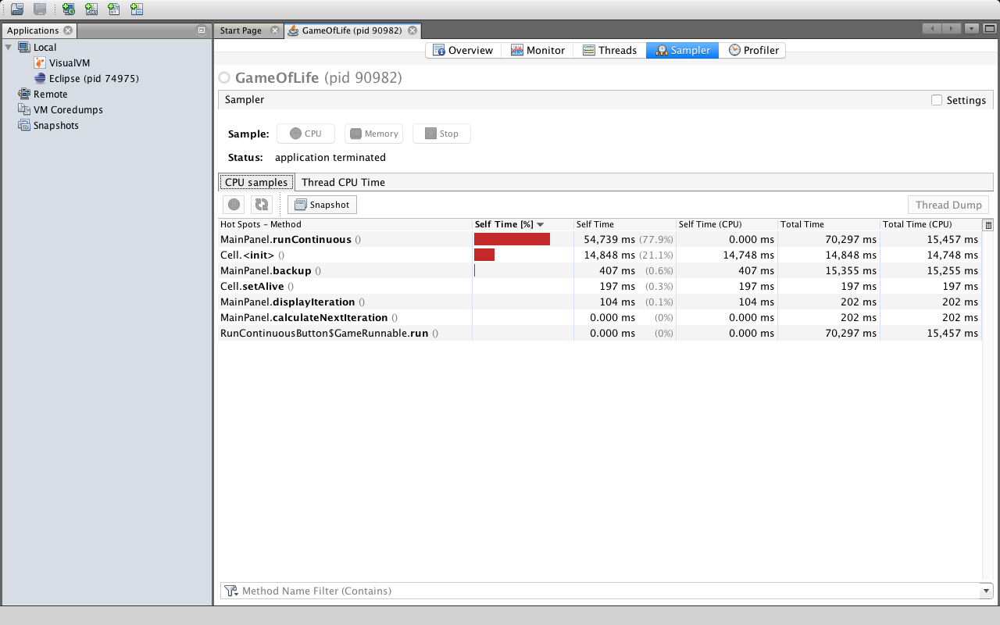 Applications
Start Page
GameOfLife (pid 90982)
Local
VisualVM
Eclipse (pid 74975)
Remote
VM Coredumps
Snapshots
Overview Monitor Threads Sampler Profiler
GameOfLife (pid 90982)
Sampler Settings
Sample: CPU Memory Stop
Status: application terminated
CPU samples Thread CPU Time
Snapshot Thread Dump
Hot Spots – Method Self Time [%] Self Time Self Time (CPU) Total Time Total Time (CPU)
MainPanel.runContinuous () 54,739 ms (77.9%) 0.000 ms 70,297 ms 15,457 ms
Cell.<init> () 14,848 ms (21.1%) 14,748 ms 14,848 ms 14,748 ms
MainPanel.backup () 407 ms (0.6%) 407 ms 15,355 ms 15,255 ms
Cell.setAlive () 197 ms (0.3%) 197 ms 197 ms 197 ms
MainPanel.displayIteration () 104 ms (0.1%) 104 ms 202 ms 202 ms
MainPanel.calculateNextIteration () 0.000 ms (0%) 0.000 ms 202 ms 202 ms
RunContinuousButton$GameRunnable.run () 0.000 ms (0%) 0.000 ms 70,297 ms 15,457 ms
Method Name Filter (Contains)